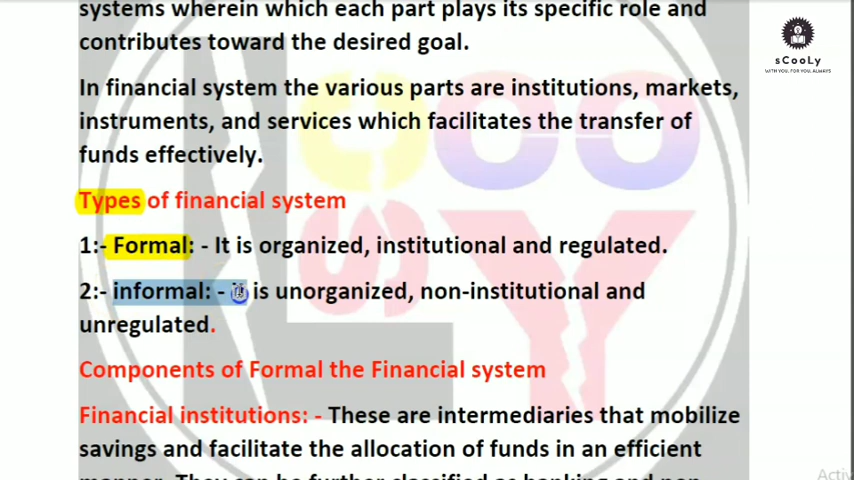 systems wherein which each part plays its specific role and
contributes toward the desired goal.
sCooLy
WITH YOU, FOR YOU, ALWAYS
In financial system the various parts are institutions, markets,
instruments, and services which facilitates the transfer of
funds effectively.
Types of financial system
1:- Formal: - It is organized, institutional and regulated.
2:- informal: - is unorganized, non-institutional and
unregulated.
Components of Formal the Financial system
Financial institutions: - These are intermediaries that mobilize
savings and facilitate the allocation of funds in an efficient